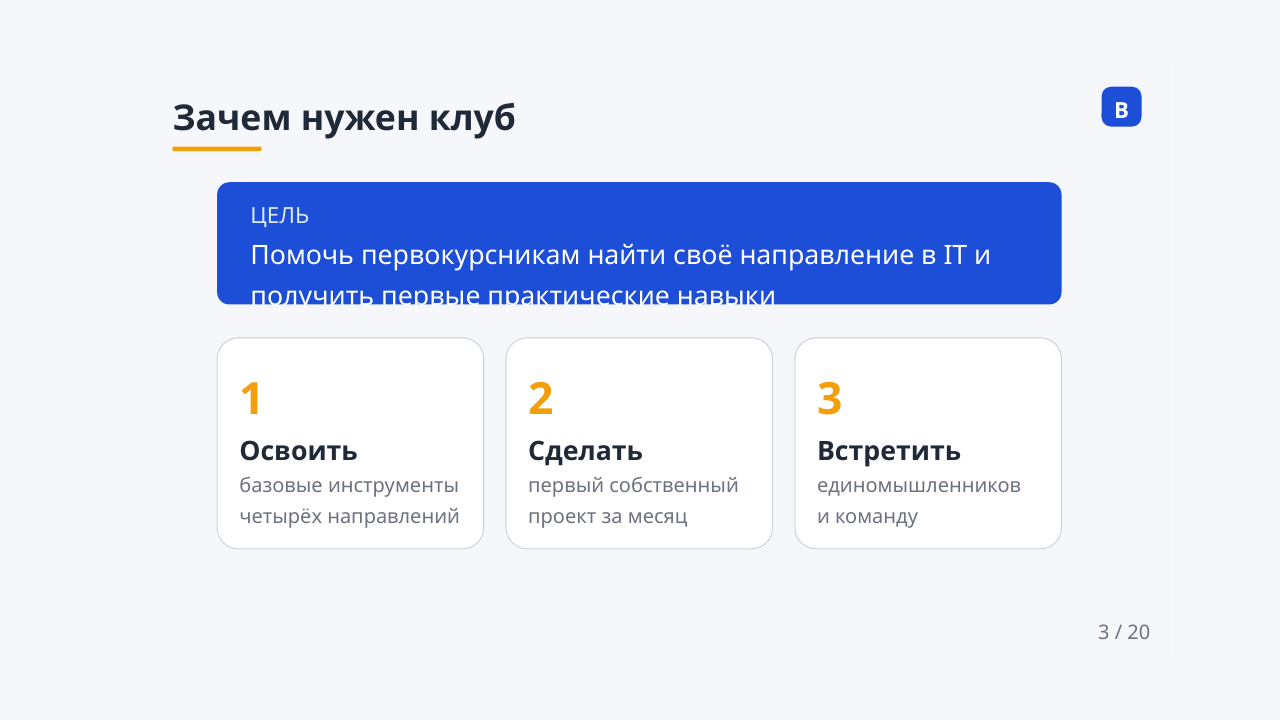 Зачем нужен клуб
B
ЦЕЛЬ
Помочь первокурсникам найти своё направление в IT и
получить первые практические навыки
1
Освоить
базовые инструменты
четырёх направлений
2
Сделать
первый собственный
проект за месяц
3
Встретить
единомышленников
и команду
3 / 20